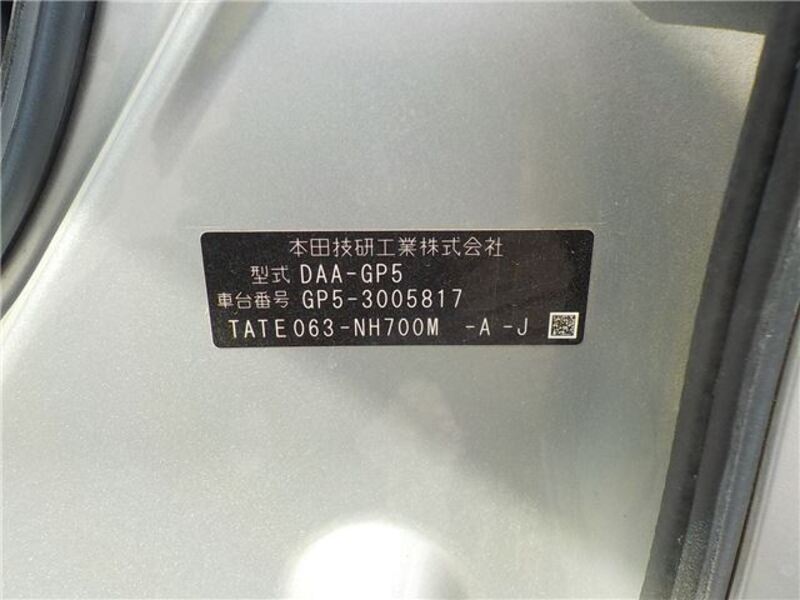 本田技研工業株式会社
型式 DAA-GP5
車台番号 GP5-3005817
TATE063-NH700M -A -J